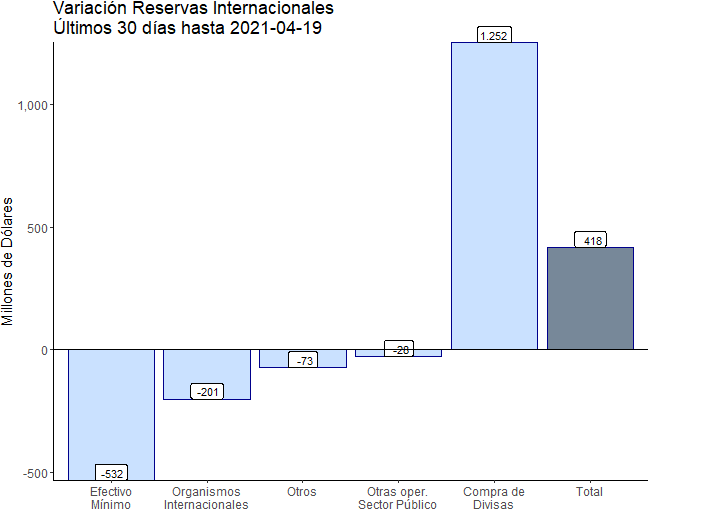 Variación Reservas Internacionales
Últimos 30 días hasta 2021-04-19
Millones de Dólares
1,000
500
0
-500
-532
-201
-73
-28
1.252
418
Efectivo
Mínimo
Organismos
Internacionales
Otros
Otras oper.
Sector Público
Compra de
Divisas
Total